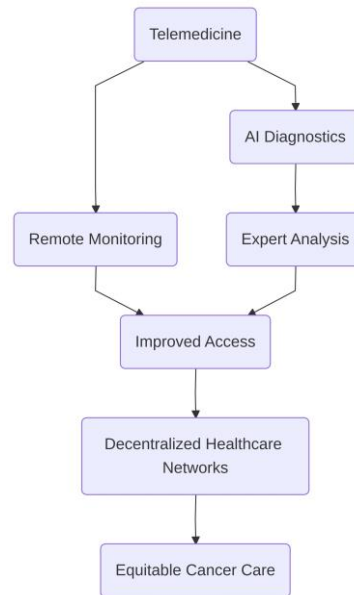 Telemedicine
AI Diagnostics
Remote Monitoring
Expert Analysis
Improved Access
Decentralized Healthcare
Networks
Equitable Cancer Care